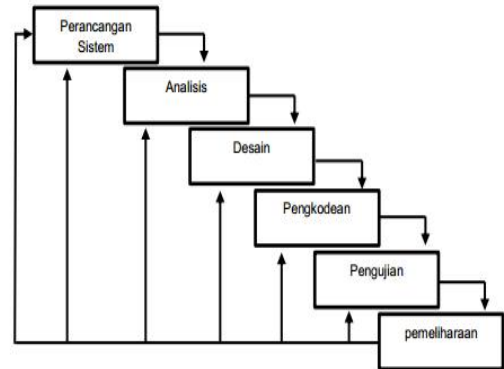 Perancangan
Sistem
Analisis
Desain
Pengkodean
Pengujian
pemeliharaan